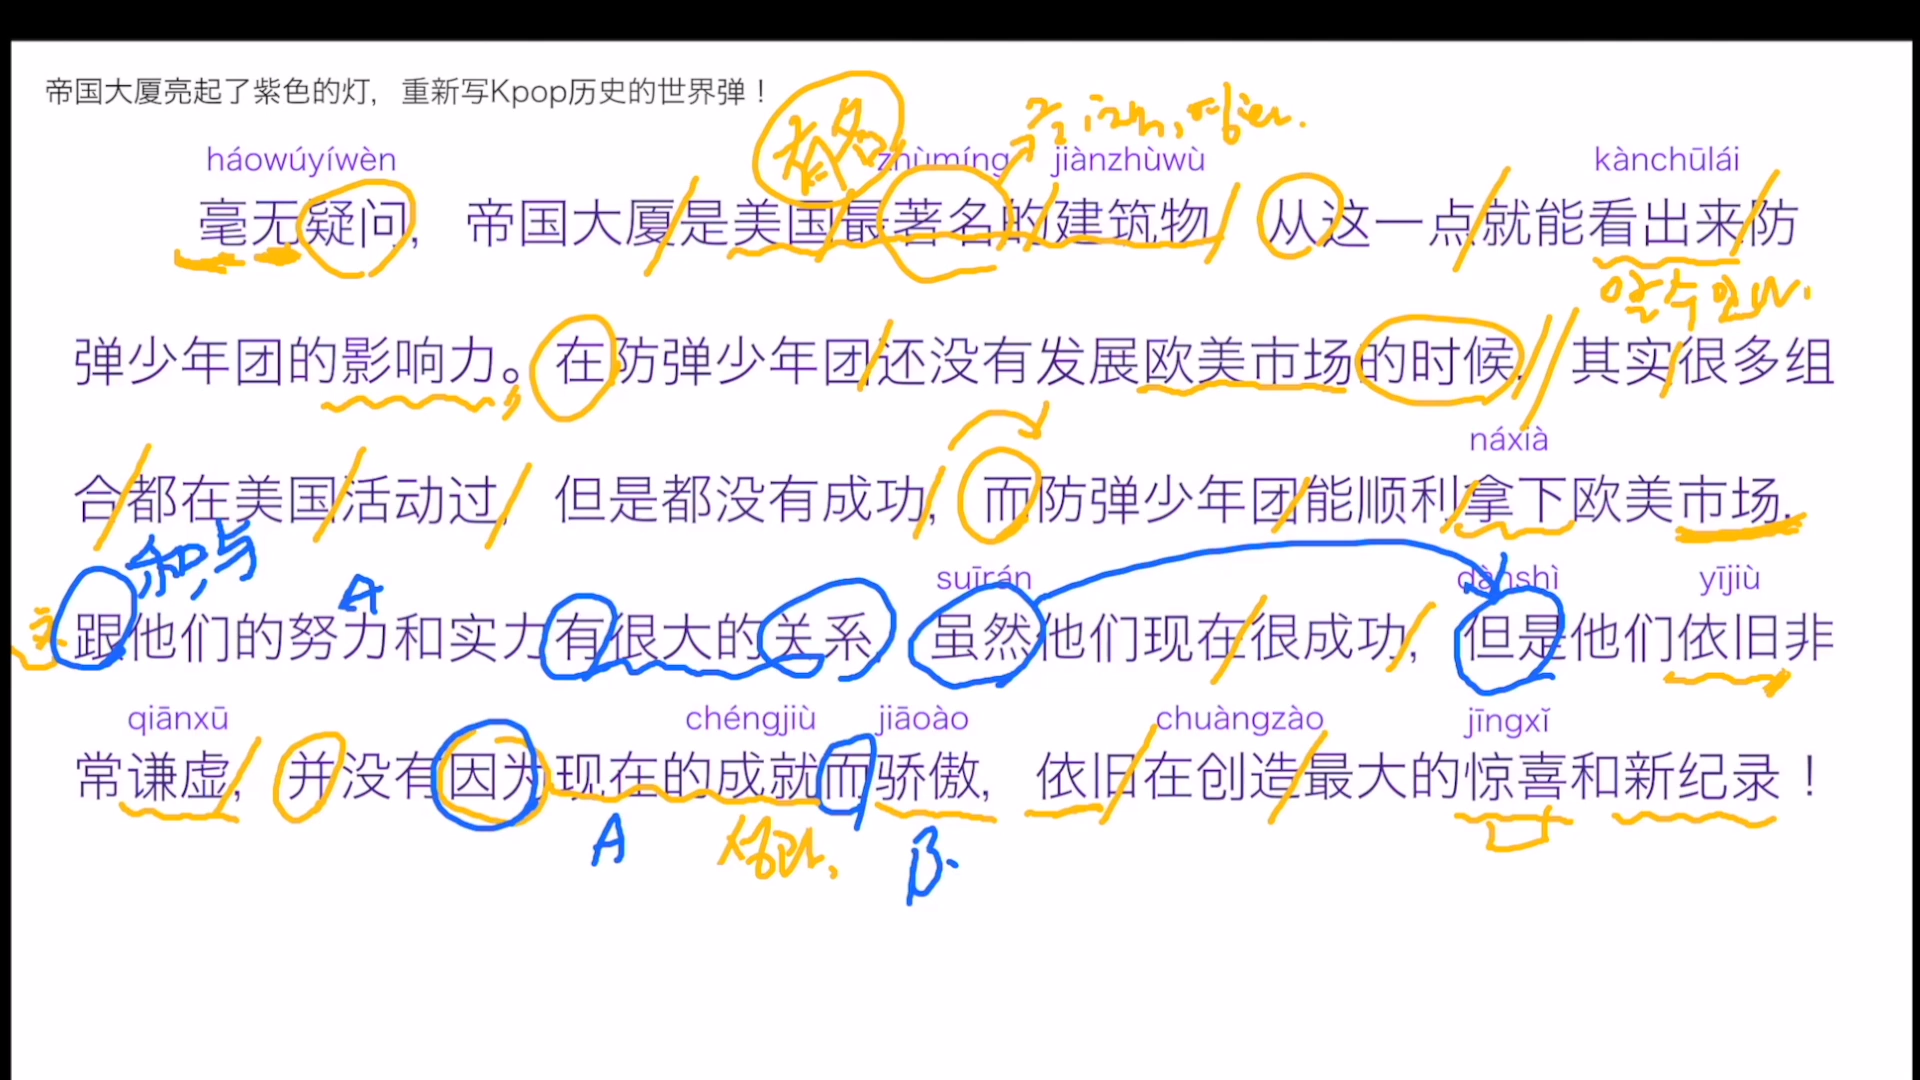 帝国大厦亮起了紫色的灯，重新写Kpop历史的世界弹！
有名
háowúyíwèn zhùmíng jiànzhùwù kànchūlái
毫无疑问，帝国大厦是美国最著名的建筑物，从这一点就能看出来防
弹少年团的影响力。在防弹少年团还没有发展欧美市场的时候，其实很多组
náxià
合都在美国活动过，但是都没有成功，而防弹少年团能顺利拿下欧美市场.
和,与 A
suīrán dànshì yījiù
跟他们的努力和实力有很大的关系，虽然他们现在很成功，但是他们依旧非
qiānxū chéngjiù jiāoào chuàngzào jīngxǐ
常谦虚，并没有因为现在的成就而骄傲，依旧在创造最大的惊喜和新纪录！
A 성과, B.